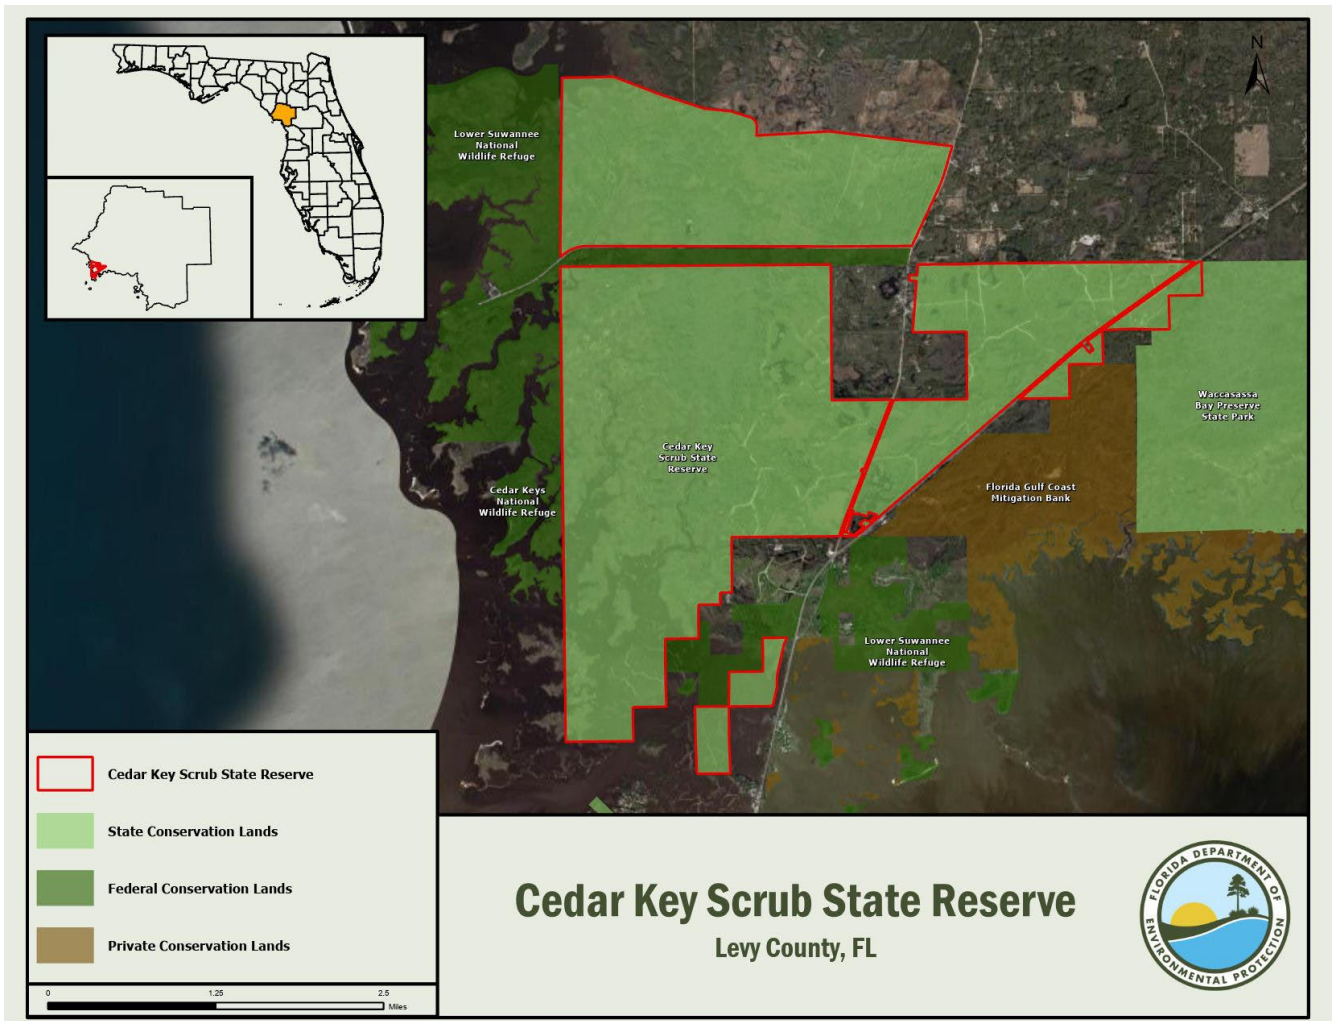 N
Lower Suwannee
National
Wildlife Refuge
Waccasassa
Bay Preserve
State Park
Cedar Key
Scrub State
Reserve
Cedar Keys
National
Wildlife Refuge
Florida Gulf Coast
Mitigation Bank
Lower Suwannee
National
Wildlife Refuge
Cedar Key Scrub State Reserve
State Conservation Lands
Federal Conservation Lands
Private Conservation Lands
0 1.25 2.5
Miles
Cedar Key Scrub State Reserve
Levy County, FL
FLORIDA DEPARTMENT OF
ENVIRONMENTAL PROTECTION